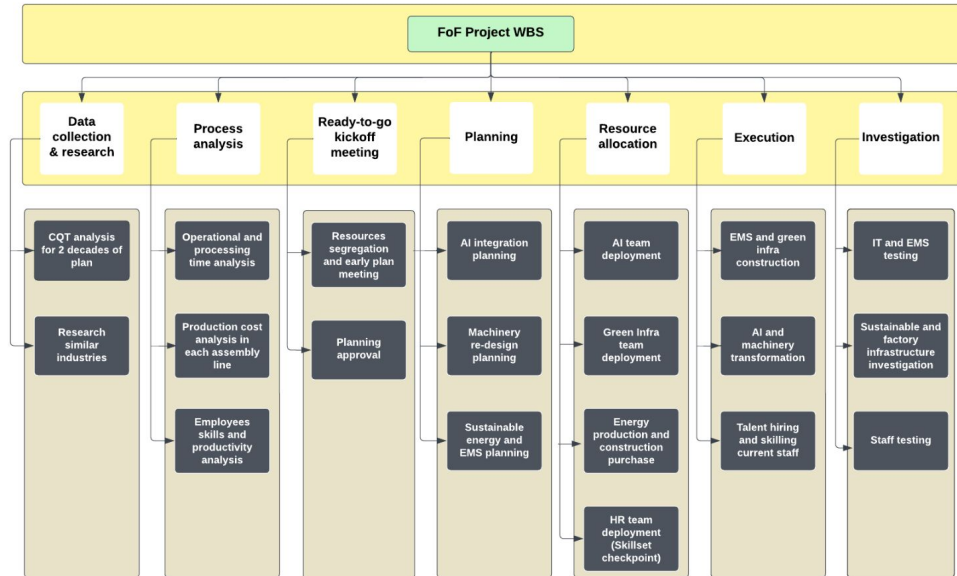 FoF Project WBS
Data
collection
& research
Process
analysis
Ready-to-go
kickoff
meeting
Planning
Resource
allocation
Execution
Investigation
CQT analysis
for 2 decades of
plan
Research
similar
industries
Operational and
processing
time analysis
Production cost
analysis in
each assembly
line
Employees
skills and
productivity
analysis
Resources
segregation
and early plan
meeting
Planning
approval
AI integration
planning
Machinery
re-design
planning
Sustainable
energy and
EMS planning
AI team
deployment
Green Infra
team
deployment
Energy
production and
construction
purchase
HR team
deployment
(Skillset
checkpoint)
EMS and green
infra
construction
AI and
machinery
transformation
Talent hiring
and skilling
current staff
IT and EMS
testing
Sustainable and
factory
infrastructure
investigation
Staff testing